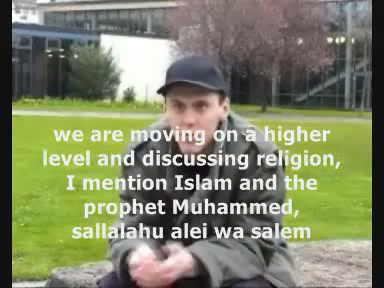 we are moving on a higher
level and discussing religion,
I mention Islam and the
prophet Muhammed,
sallalahu alei wa salem